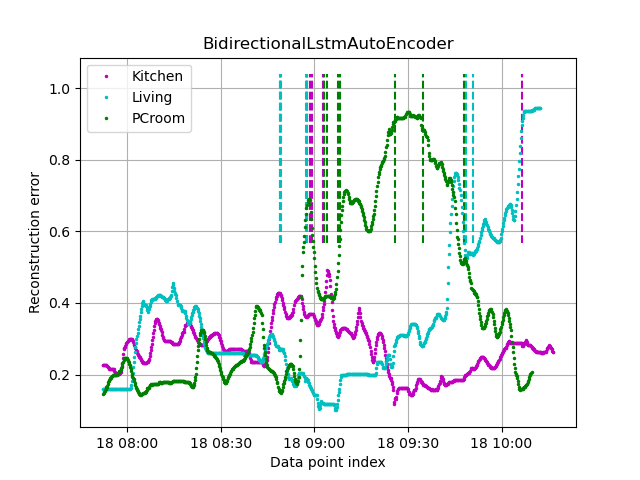 BidirectionalLstmAutoEncoder
Kitchen
Living
PCroom
1.0
0.8
0.6
0.4
0.2
Reconstruction error
18 08:00
18 08:30
18 09:00
18 09:30
18 10:00
Data point index